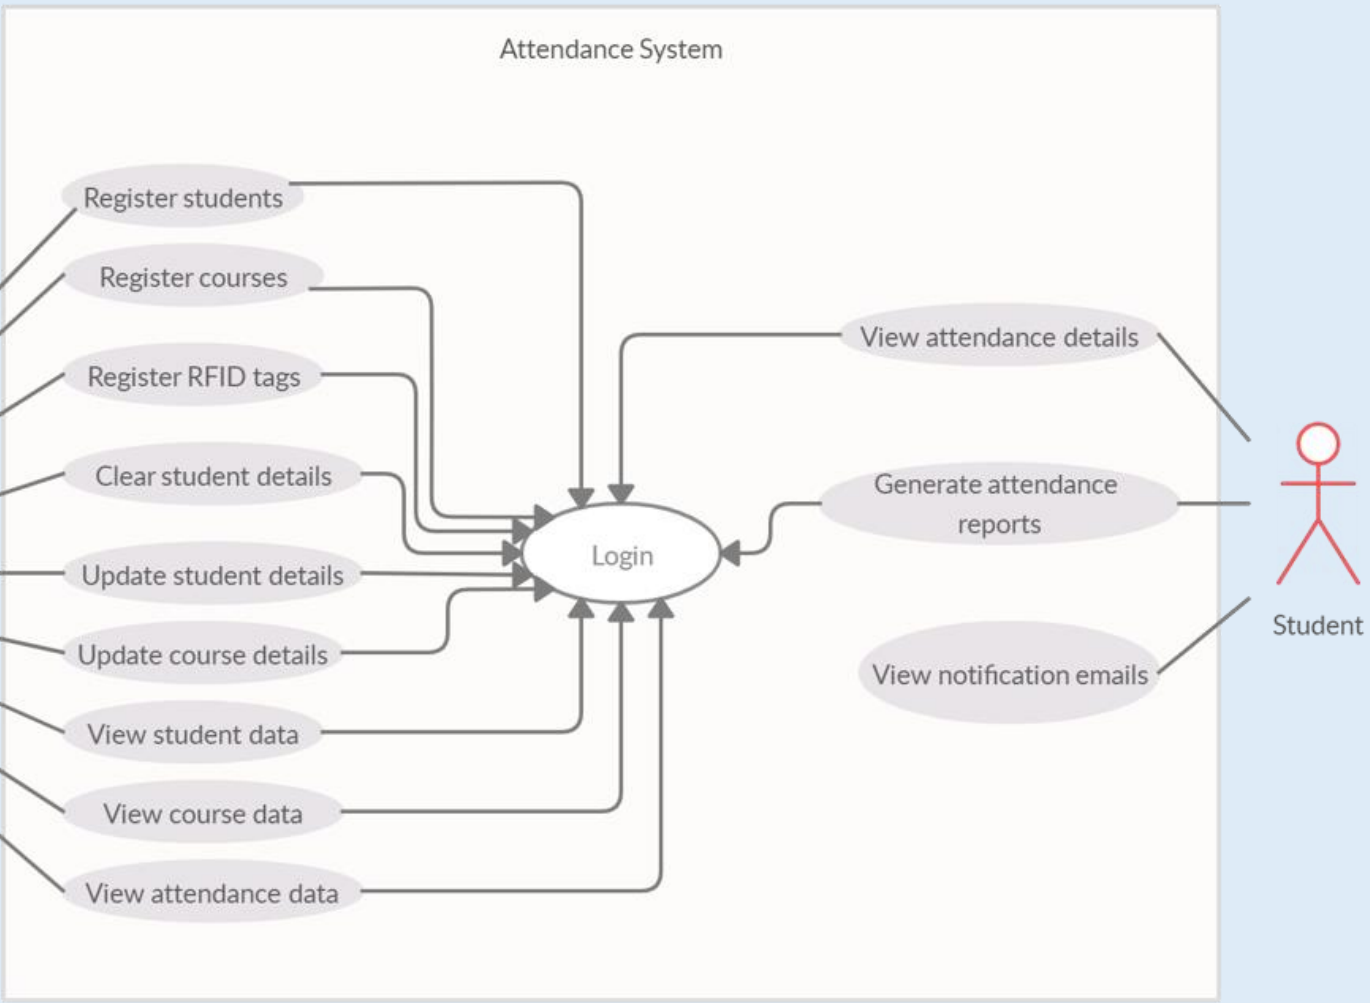 Attendance System
Register students
Register courses
Register RFID tags
Clear student details
Update student details
Update course details
View student data
View course data
View attendance data
Login
View attendance details
Generate attendance
reports
View notification emails
Student